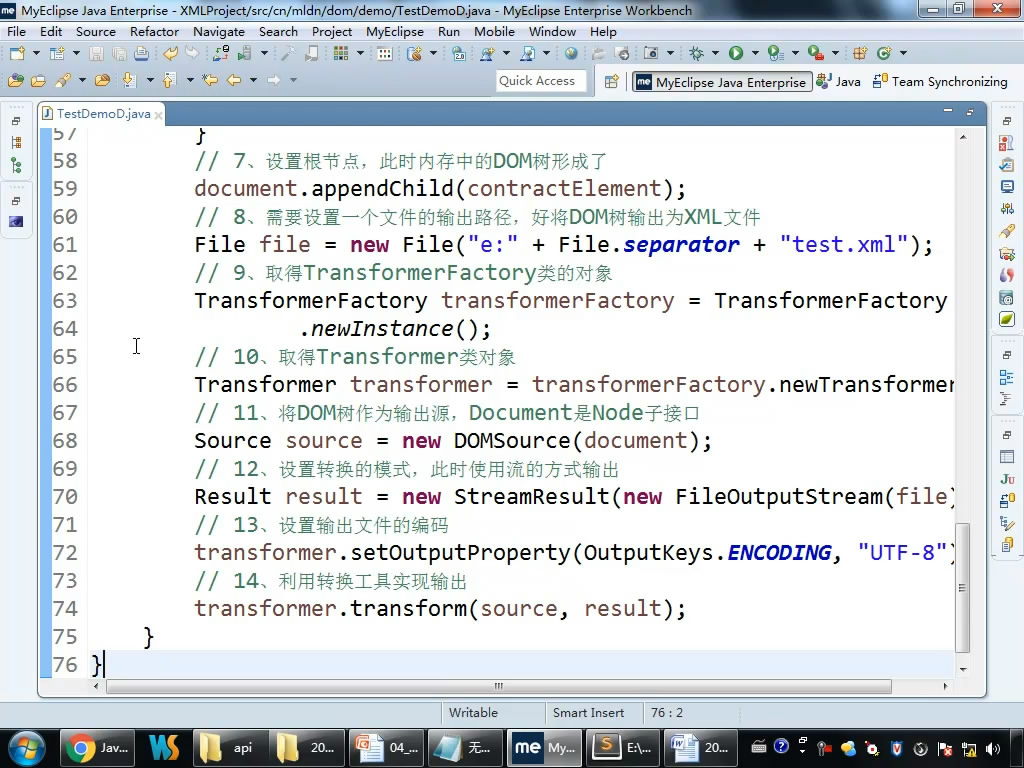 MyEclipse Java Enterprise - XMLProject/src/cn/mldn/dom/demo/TestDemoD.java - MyEclipse Enterprise Workbench
File Edit Source Refactor Navigate Search Project MyEclipse Run Mobile Window Help
Quick Access
MyEclipse Java Enterprise Java Team Synchronizing
TestDemoD.java
57 }
58 // 7、设置根节点，此时内存中的DOM树形成了
59 document.appendChild(contractElement);
60 // 8、需要设置一个文件的输出路径，好将DOM树输出为XML文件
61 File file = new File("e:" + File.separator + "test.xml");
62 // 9、取得TransformerFactory类的对象
63 TransformerFactory transformerFactory = TransformerFactory
64 .newInstance();
65 // 10、取得Transformer类对象
66 Transformer transformer = transformerFactory.newTransformer
67 // 11、将DOM树作为输出源，Document是Node子接口
68 Source source = new DOMSource(document);
69 // 12、设置转换的模式，此时使用流的方式输出
70 Result result = new StreamResult(new FileOutputStream(file)
71 // 13、设置输出文件的编码
72 transformer.setOutputProperty(OutputKeys.ENCODING, "UTF-8")
73 // 14、利用转换工具实现输出
74 transformer.transform(source, result);
75 }
76 }
Writable Smart Insert 76 : 2
Jav... WS api 20... 04_... 无... me My... E:\... 20...